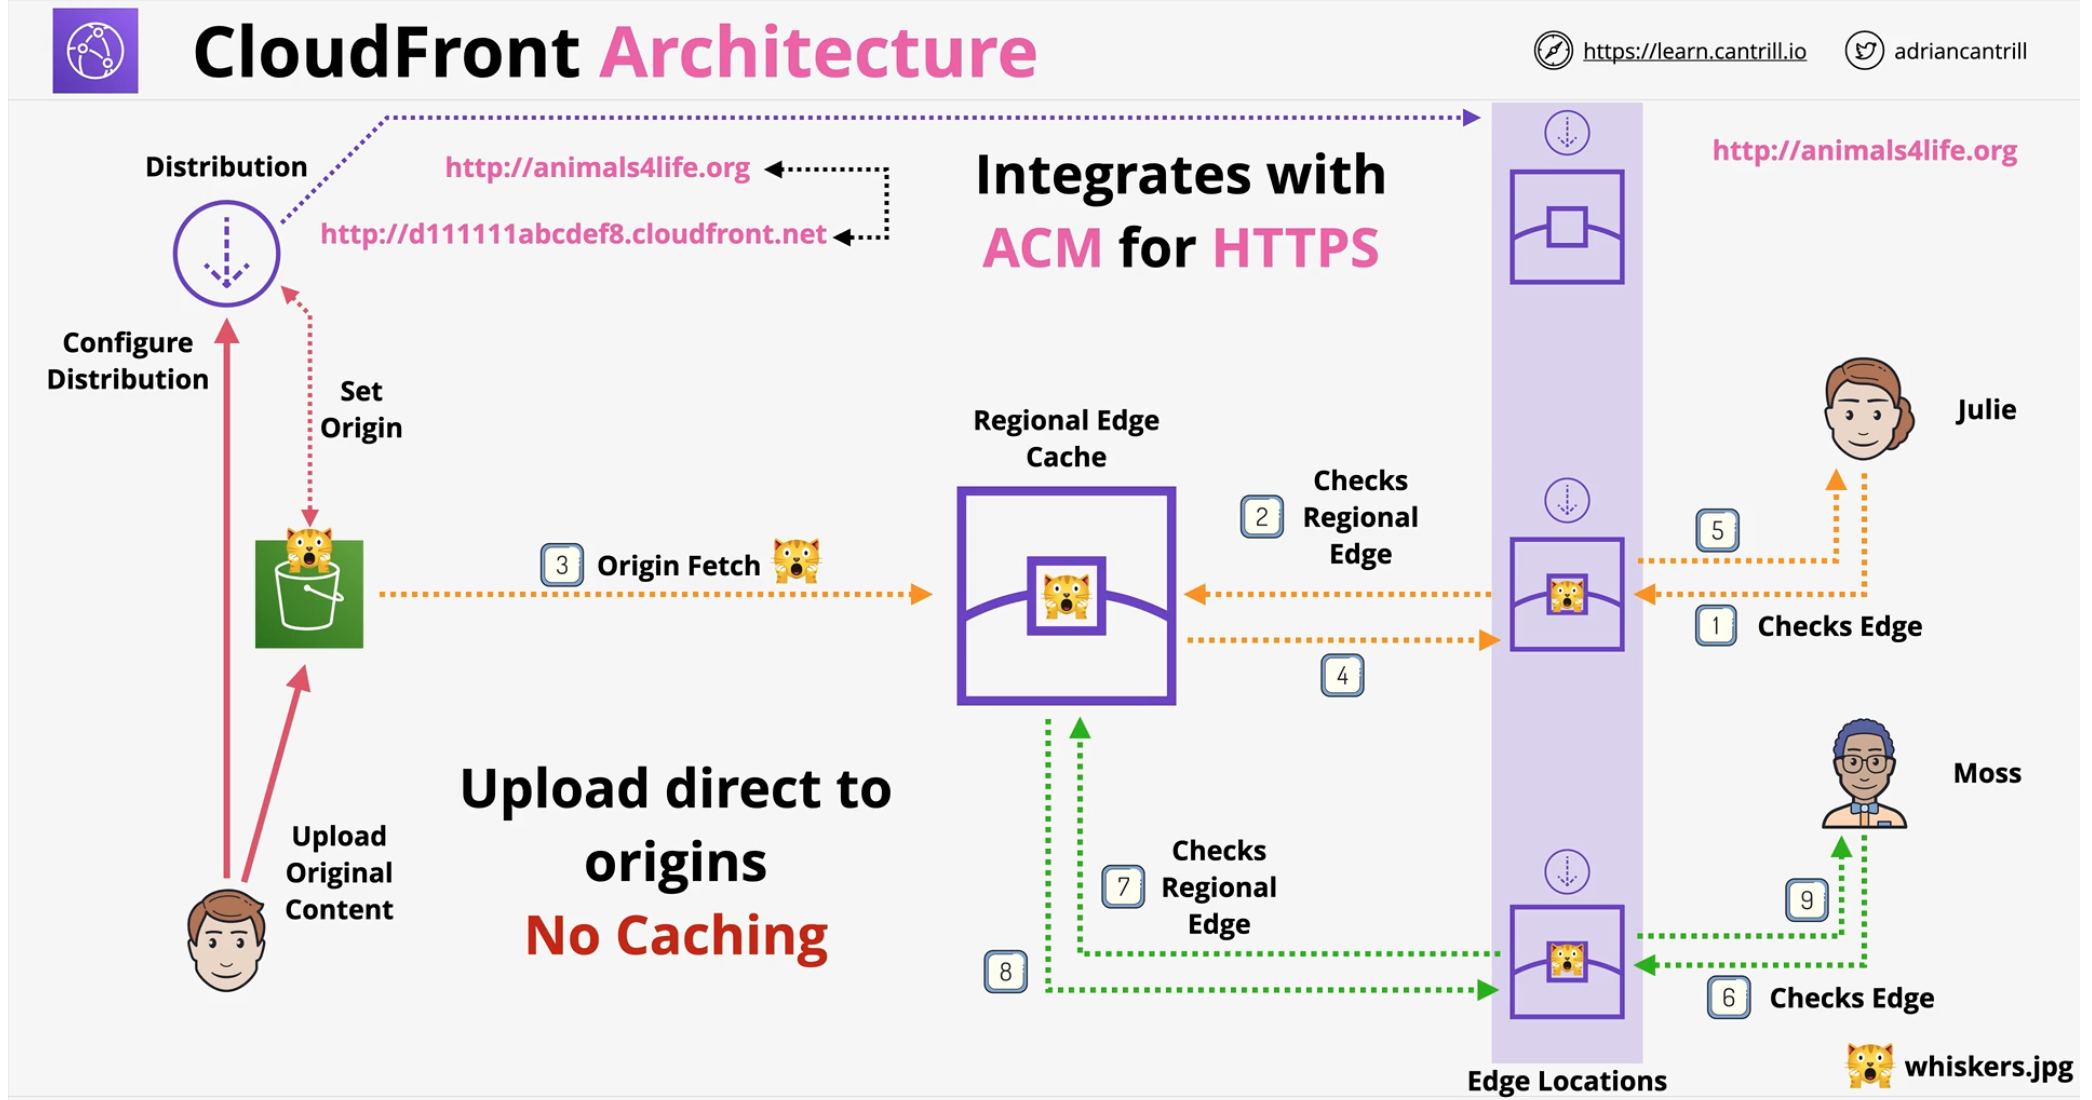 CloudFront Architecture
https://learn.cantrill.io
adriancantrill
Distribution
http://animals4life.org
http://d111111abcdef8.cloudfront.net
Integrates with
ACM for HTTPS
http://animals4life.org
Configure
Distribution
Set
Origin
Regional Edge
Cache
2
Checks
Regional
Edge
Julie
5
3
Origin Fetch
1
Checks Edge
4
Moss
Upload direct to
origins
No Caching
Upload
Original
Content
7
Checks
Regional
Edge
8
9
6
Checks Edge
whiskers.jpg
Edge Locations